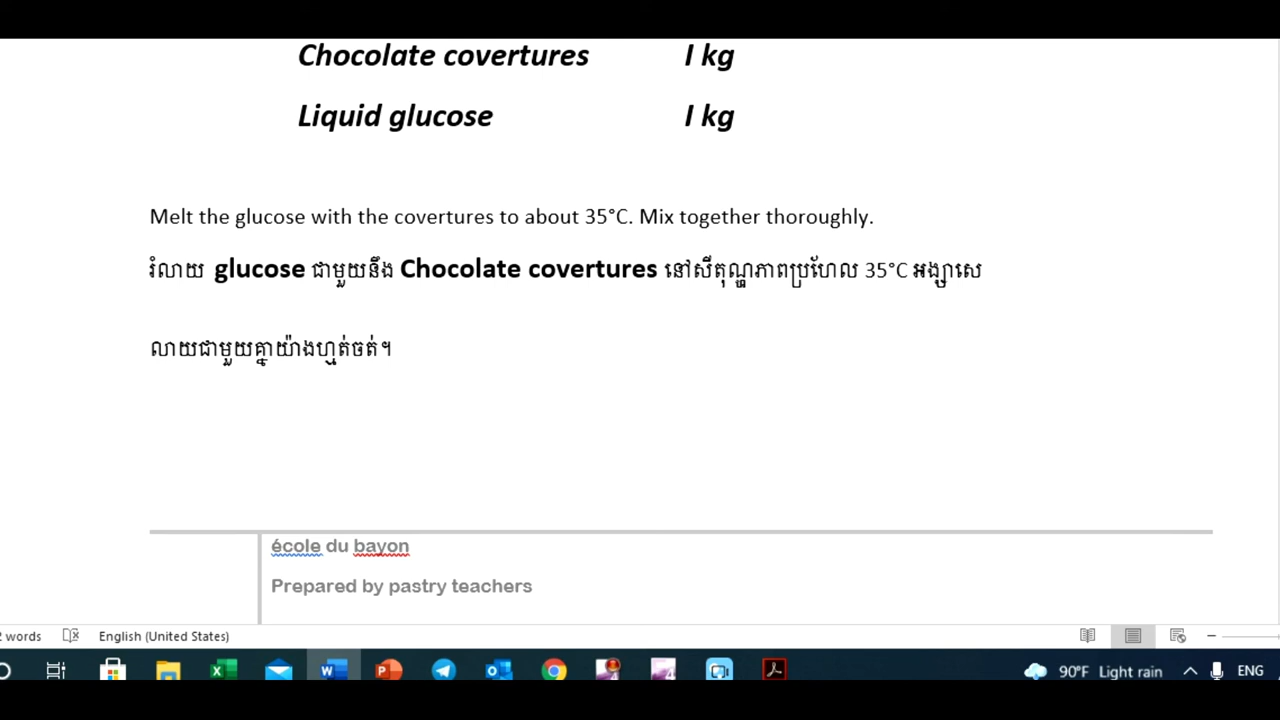 Chocolate covertures I kg
Liquid glucose I kg
Melt the glucose with the covertures to about 35°C. Mix together thoroughly.
រំលាយ glucose ជាមួយនឹង Chocolate covertures នៅសីតុណ្ហភាពប្រហែល 35°C អង្សាសេ
លាយជាមួយគ្នាយ៉ាងហ្មត់ចត់។
école du bayon
Prepared by pastry teachers
words English (United States)
90°F Light rain ENG